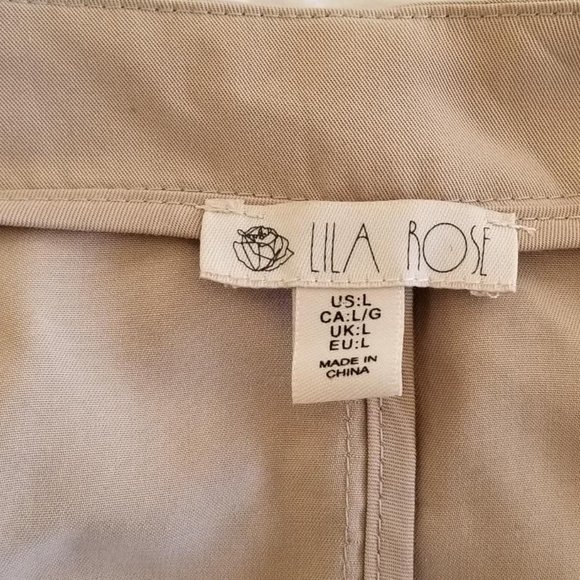 LILA ROSE
US:L
CA:L/G
UK:L
EU:L
MADE IN
CHINA